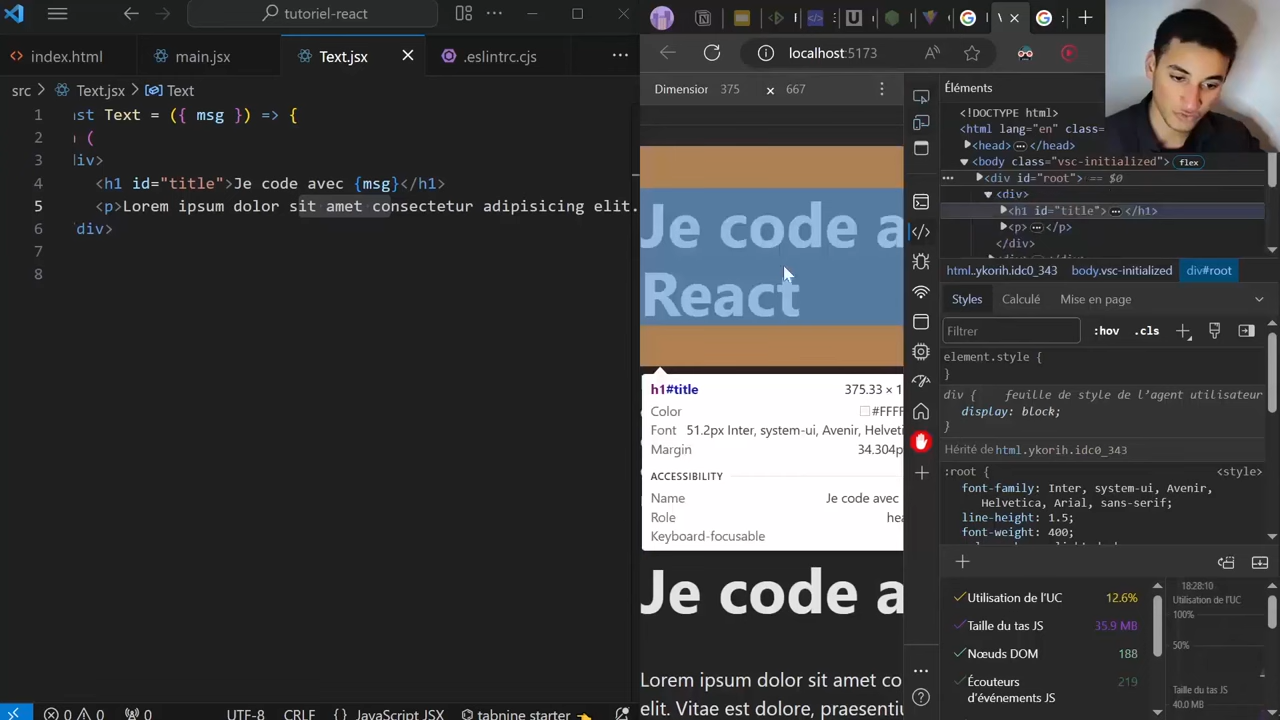 tutoriel-react
index.html
main.jsx
Text.jsx
.eslintrc.cjs
src > Text.jsx > Text
1 st Text = ({ msg }) => {
2 (
3 div>
4 <h1 id="title">Je code avec {msg}</h1>
5 <p>Lorem ipsum dolor sit amet consectetur adipisicing elit.
6 div>
7
8
0 0 0
UTF-8 CRLF {} JavaScript JSX tabnine starter
localhost:5173
Dimension 375 × 667
Je code a
React
h1#title 375.33 × 1
Color #FFFF
Font 51.2px Inter, system-ui, Avenir, Helveti
Margin 34.304p
ACCESSIBILITY
Name Je code avec
Role hea
Keyboard-focusable
Je code a
Lorem ipsum dolor sit amet co
elit. Vitae est dolore, praesentiu
Éléments
<!DOCTYPE html>
<html lang="en" class=
<head> </head>
<body class="vsc-initialized"> flex
<div id="root"> == $0
<div>
<h1 id="title"> </h1>
<p> </p>
</div>
html.ykorih.idc0_343 body.vsc-initialized div#root
Styles Calculé Mise en page
Filtrer :hov .cls
element.style {
}
div { feuille de style de l'agent utilisateur
display: block;
}
Hérité de html.ykorih.idc0_343
:root { <style>
font-family: Inter, system-ui, Avenir,
Helvetica, Arial, sans-serif;
line-height: 1.5;
font-weight: 400;
Utilisation de l'UC 12.6%
Taille du tas JS 35.9 MB
Nœuds DOM 188
Écouteurs d'événements JS 219
18:28:10
Utilisation de l'UC
100%
50%
Taille du tas JS
40.0 MB